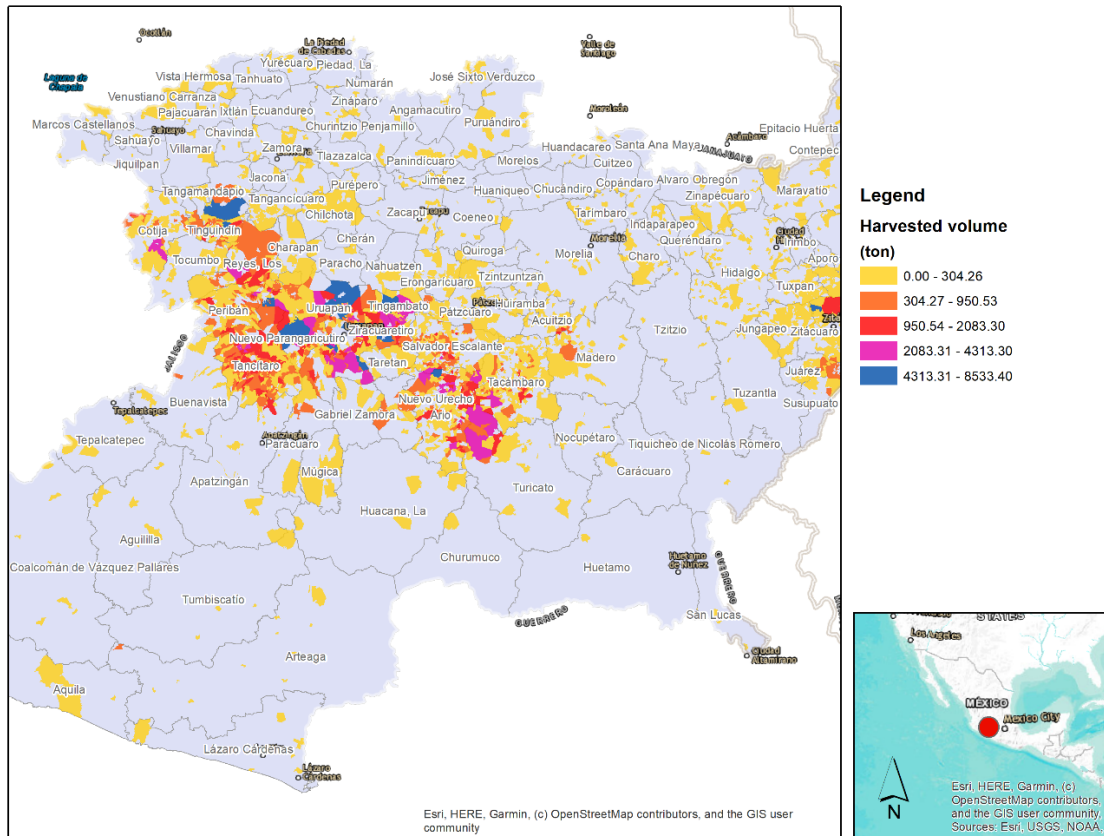 Ocotlán
La Piedad
de Cabadas
Valle de
Santiago
Yurécuaro
Piedad, La
Vista Hermosa
Tanhuato
José Sixto Verduzco
Laguna de
Chapala
Numarán
Venustiano Carranza
Zináparo
Angamacutiro
Pajacuarán
Ixtlán
Ecuandureo
Puruándiro
Moroleón
Marcos Castellanos
Sahuayo
Chavinda
Churintzio
Penjamillo
Acámbaro
Epitacio Huerta
Sahuayo
Villamar
Zamora
Huandacareo
Santa Ana Maya
Contepec
Jiquilpan
Tlazazalca
Panindícuaro
Morelos
Cuitzeo
Jacona
Jiménez
Alvaro Obregón
Maravatío
Tangamandapio
Purépero
Huaniqueo
Chucándiro
Copándaro
Zinapécuaro
Tangancícuaro
Chilchota
Zacapu
Coeneo
Tarímbaro
Indaparapeo
Cotija
Tingüindín
Cherán
Queréndaro
Ciudad
Irimbo
Charapan
Quiroga
Morelia
Morelia
Charo
Aporo
Tocumbo
Reyes, Los
Paracho
Nahuatzen
Tzintzuntzan
Hidalgo
Tuxpan
Erongarícuaro
Huiramba
Peribán
Uruapan
Tingambato
Pátzcuaro
Acuitzio
Tzitzio
Jungapeo
Zitácuaro
Ziracuaretiro
JALISCO
Nuevo Parangaricutiro
Salvador Escalante
Madero
Tancítaro
Taretan
Juárez
Tacámbaro
Tuzantla
Susupuato
Buenavista
Nuevo Urecho
Tepalcatepec
Gabriel Zamora
Ario
Tepalcatepec
Apatzingán
Parácuaro
Nocupétaro
Tiquicheo de Nicolás Romero
Múgica
Carácuaro
Apatzingán
Turicato
Huacana, La
Aguililla
Churumuco
Huetamo
de Núñez
Coalcomán de Vázquez Pallares
Huetamo
GUERRERO
Tumbiscatío
GUERRERO
San Lucas
Arteaga
Ciudad
Altamirano
Aquila
Lázaro Cárdenas
Lázaro
Cárdenas
Esri, HERE, Garmin, (c) OpenStreetMap contributors, and the GIS user
community
Legend
Harvested volume
(ton)
0.00 - 304.26
304.27 - 950.53
950.54 - 2083.30
2083.31 - 4313.30
4313.31 - 8533.40
STATES
Los Angeles
MÉXICO
Mexico City
N
Esri, HERE, Garmin, (c)
OpenStreetMap contributors,
and the GIS user community,
Sources: Esri, USGS, NOAA